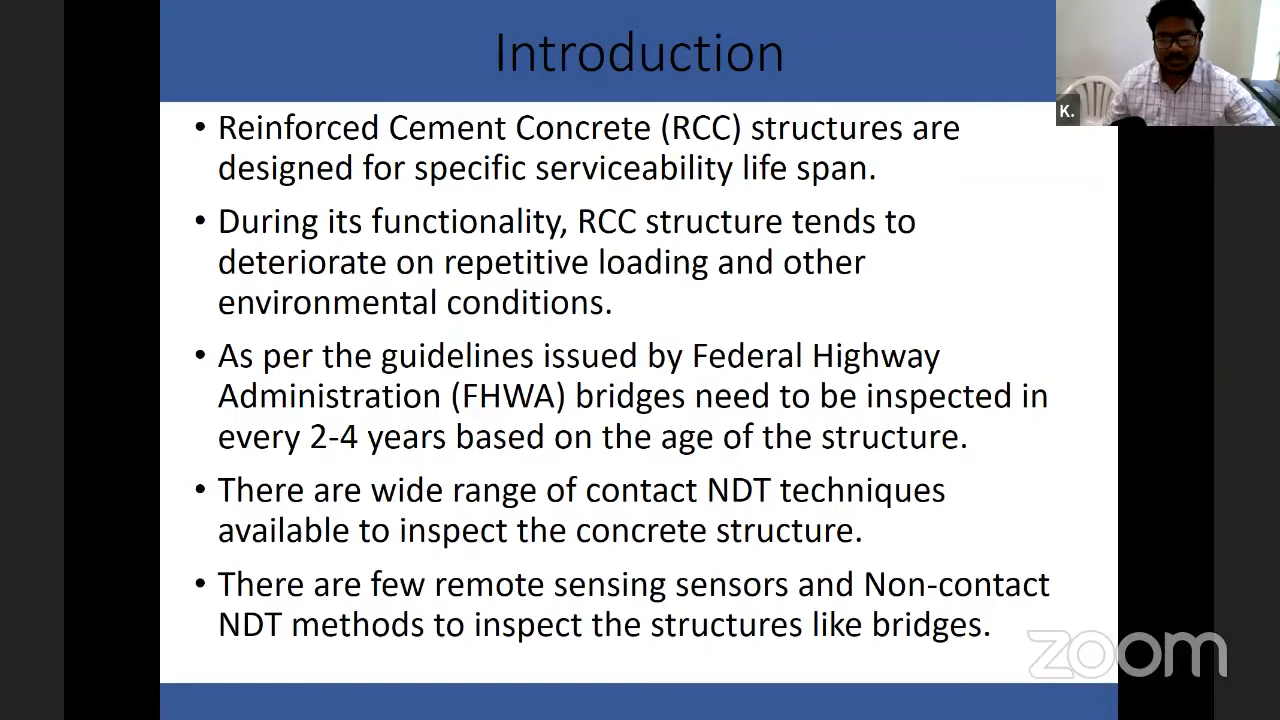 Introduction
K.
• Reinforced Cement Concrete (RCC) structures are
designed for specific serviceability life span.
• During its functionality, RCC structure tends to
deteriorate on repetitive loading and other
environmental conditions.
• As per the guidelines issued by Federal Highway
Administration (FHWA) bridges need to be inspected in
every 2-4 years based on the age of the structure.
• There are wide range of contact NDT techniques
available to inspect the concrete structure.
• There are few remote sensing sensors and Non-contact
NDT methods to inspect the structures like bridges.
zoom